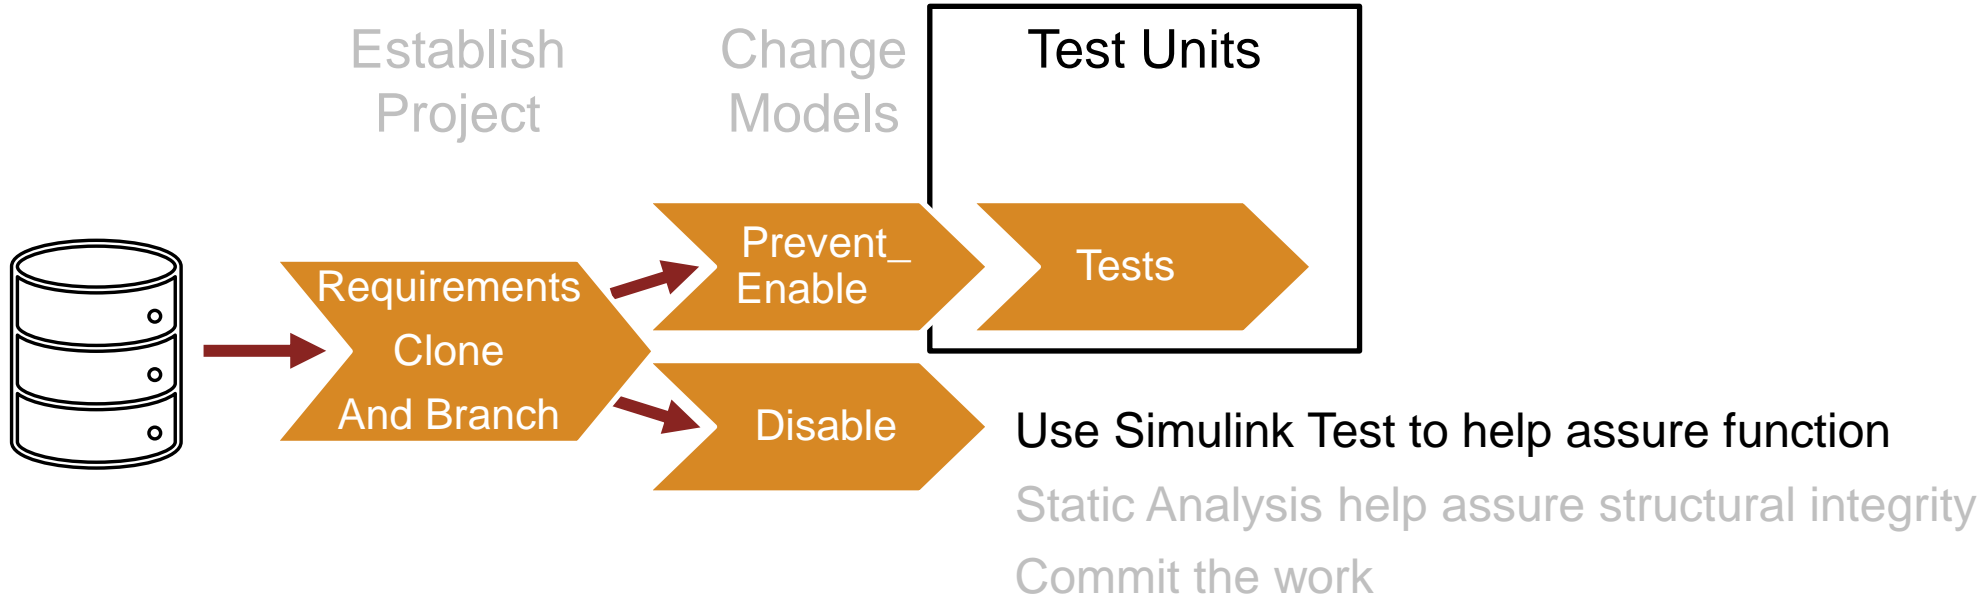 Establish
Project
Change
Models
Test Units
Requirements
Clone
And Branch
Prevent_
Enable
Tests
Disable
Use Simulink Test to help assure function
Static Analysis help assure structural integrity
Commit the work